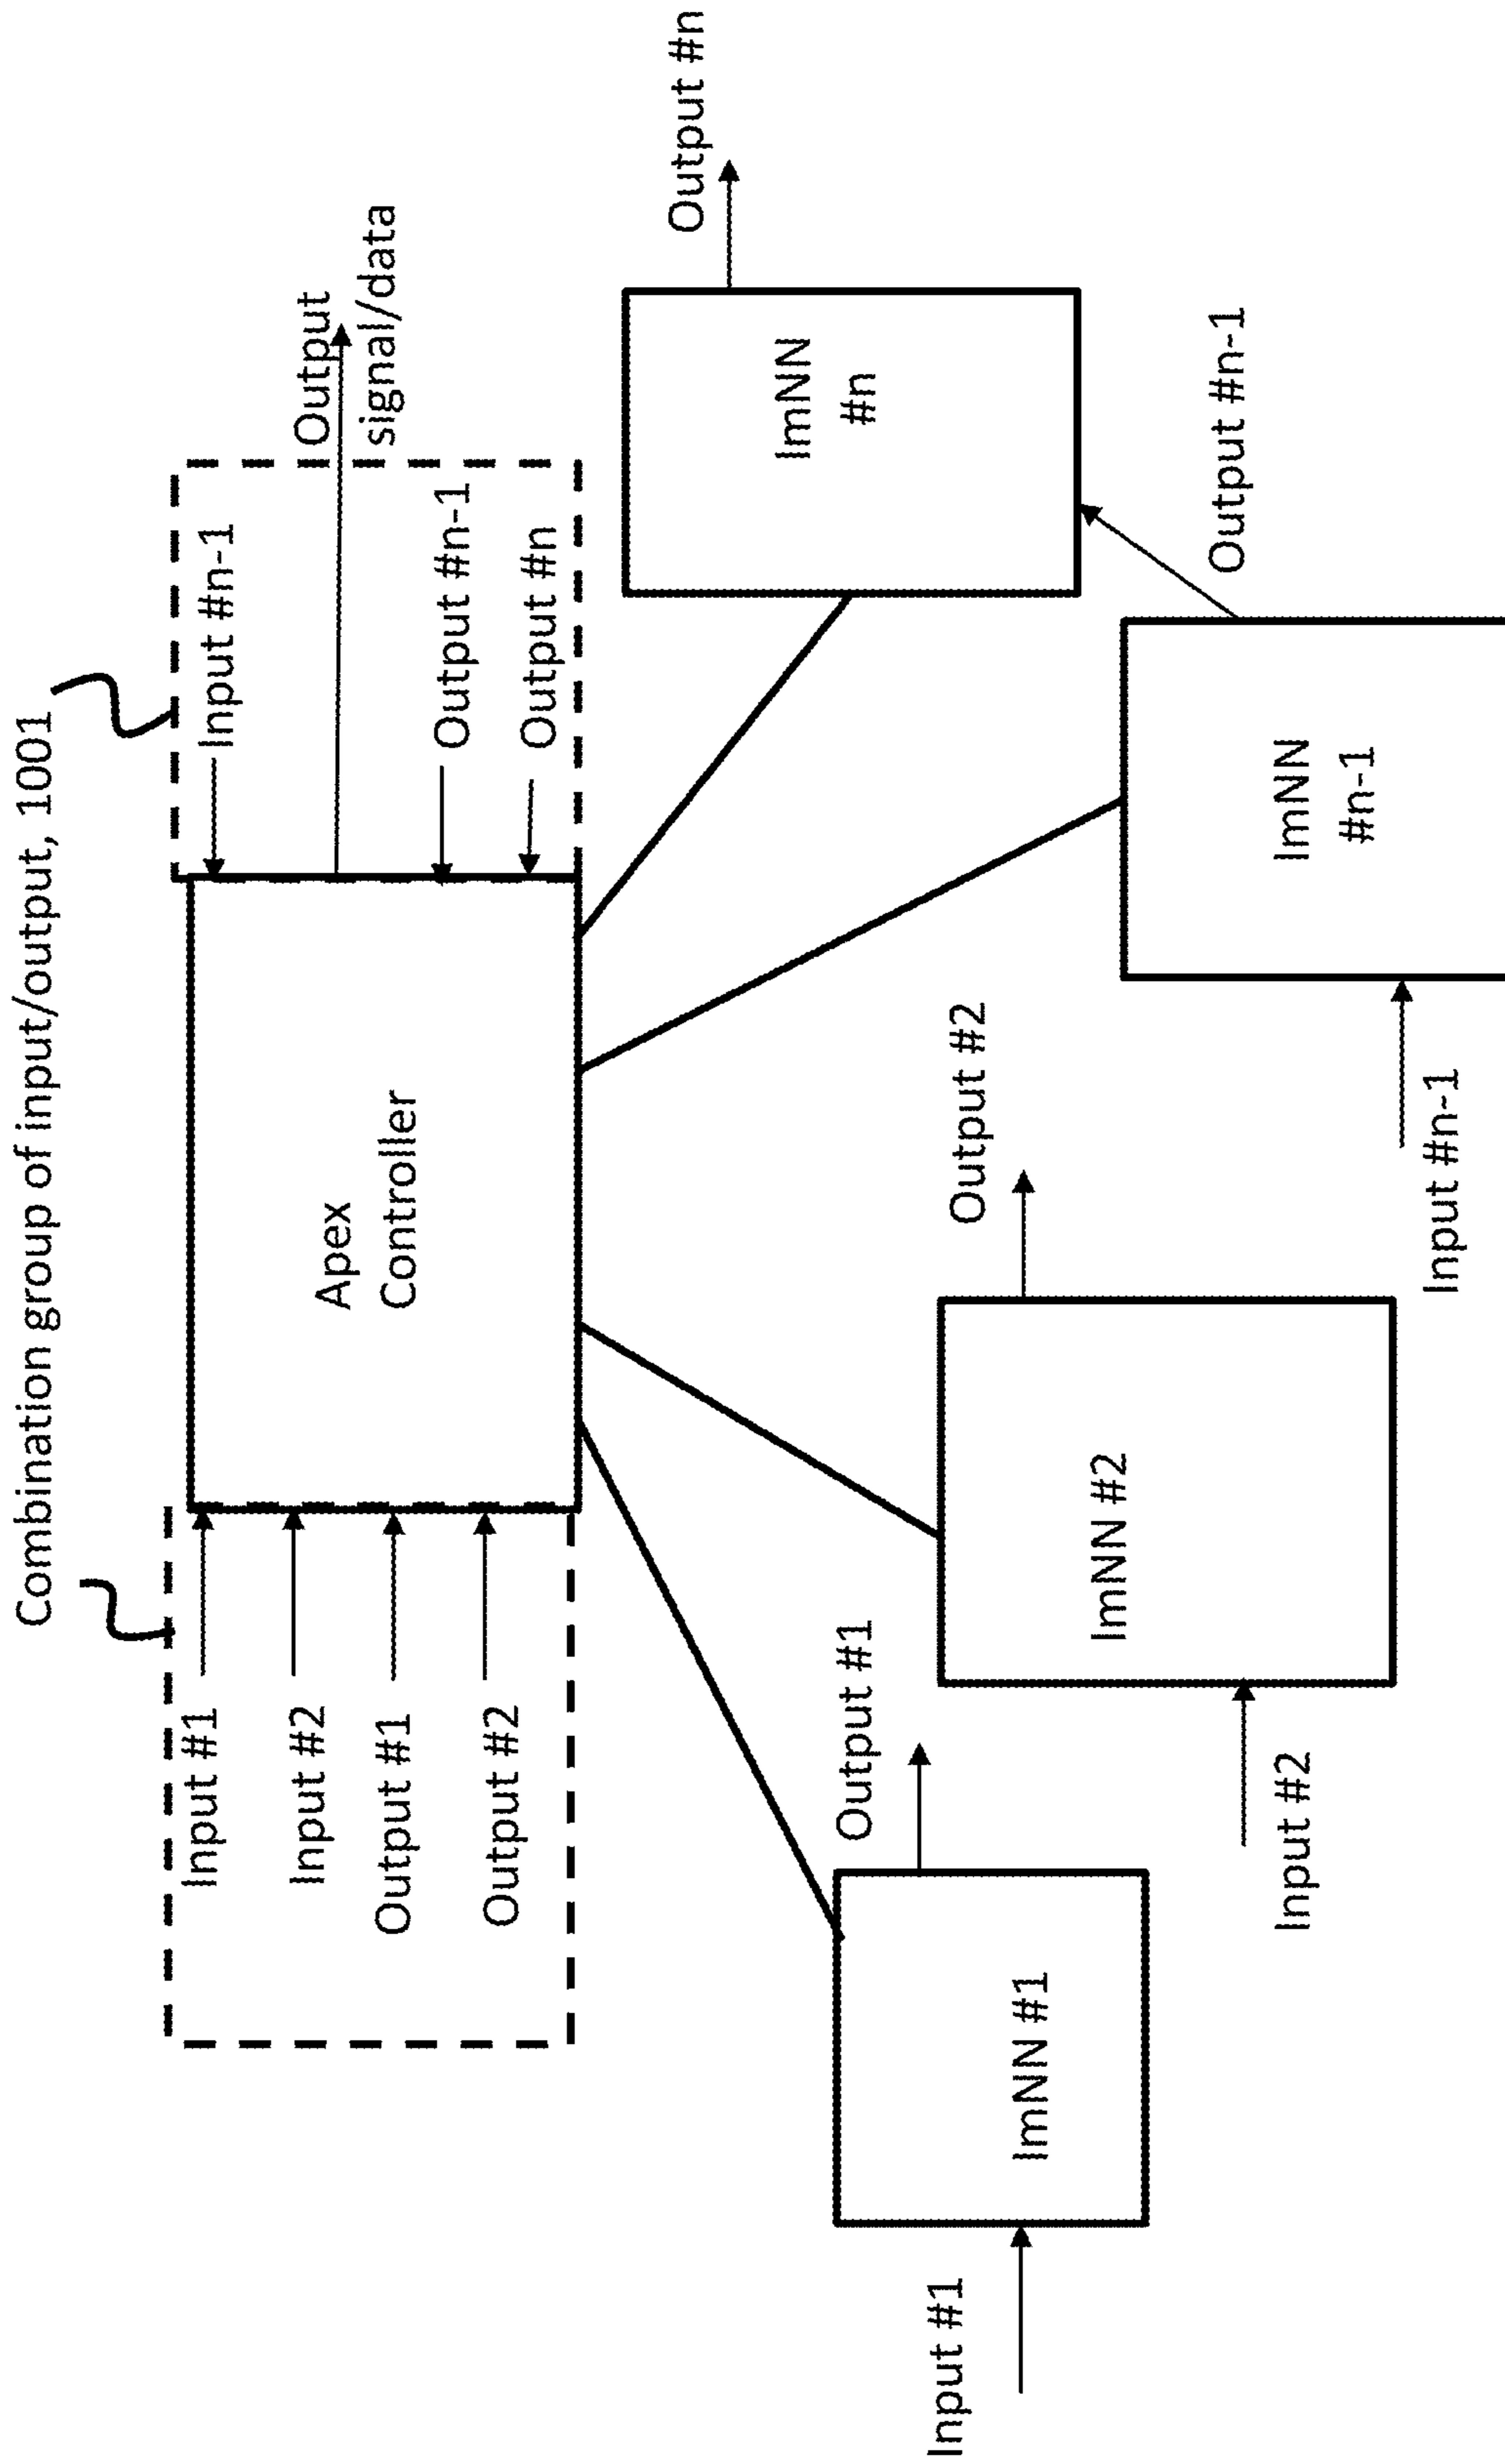 Combination group of input/output, 1001
Input #1
Input #2
Output #1
Output #2
Apex
Controller
Input #n-1
Output
signal/data
Output #n-1
Output #n
Input #1
ImNN #1
Output #1
Input #2
ImNN #2
Output #2
Input #n-1
ImNN
#n-1
Output #n-1
ImNN
#n
Output #n